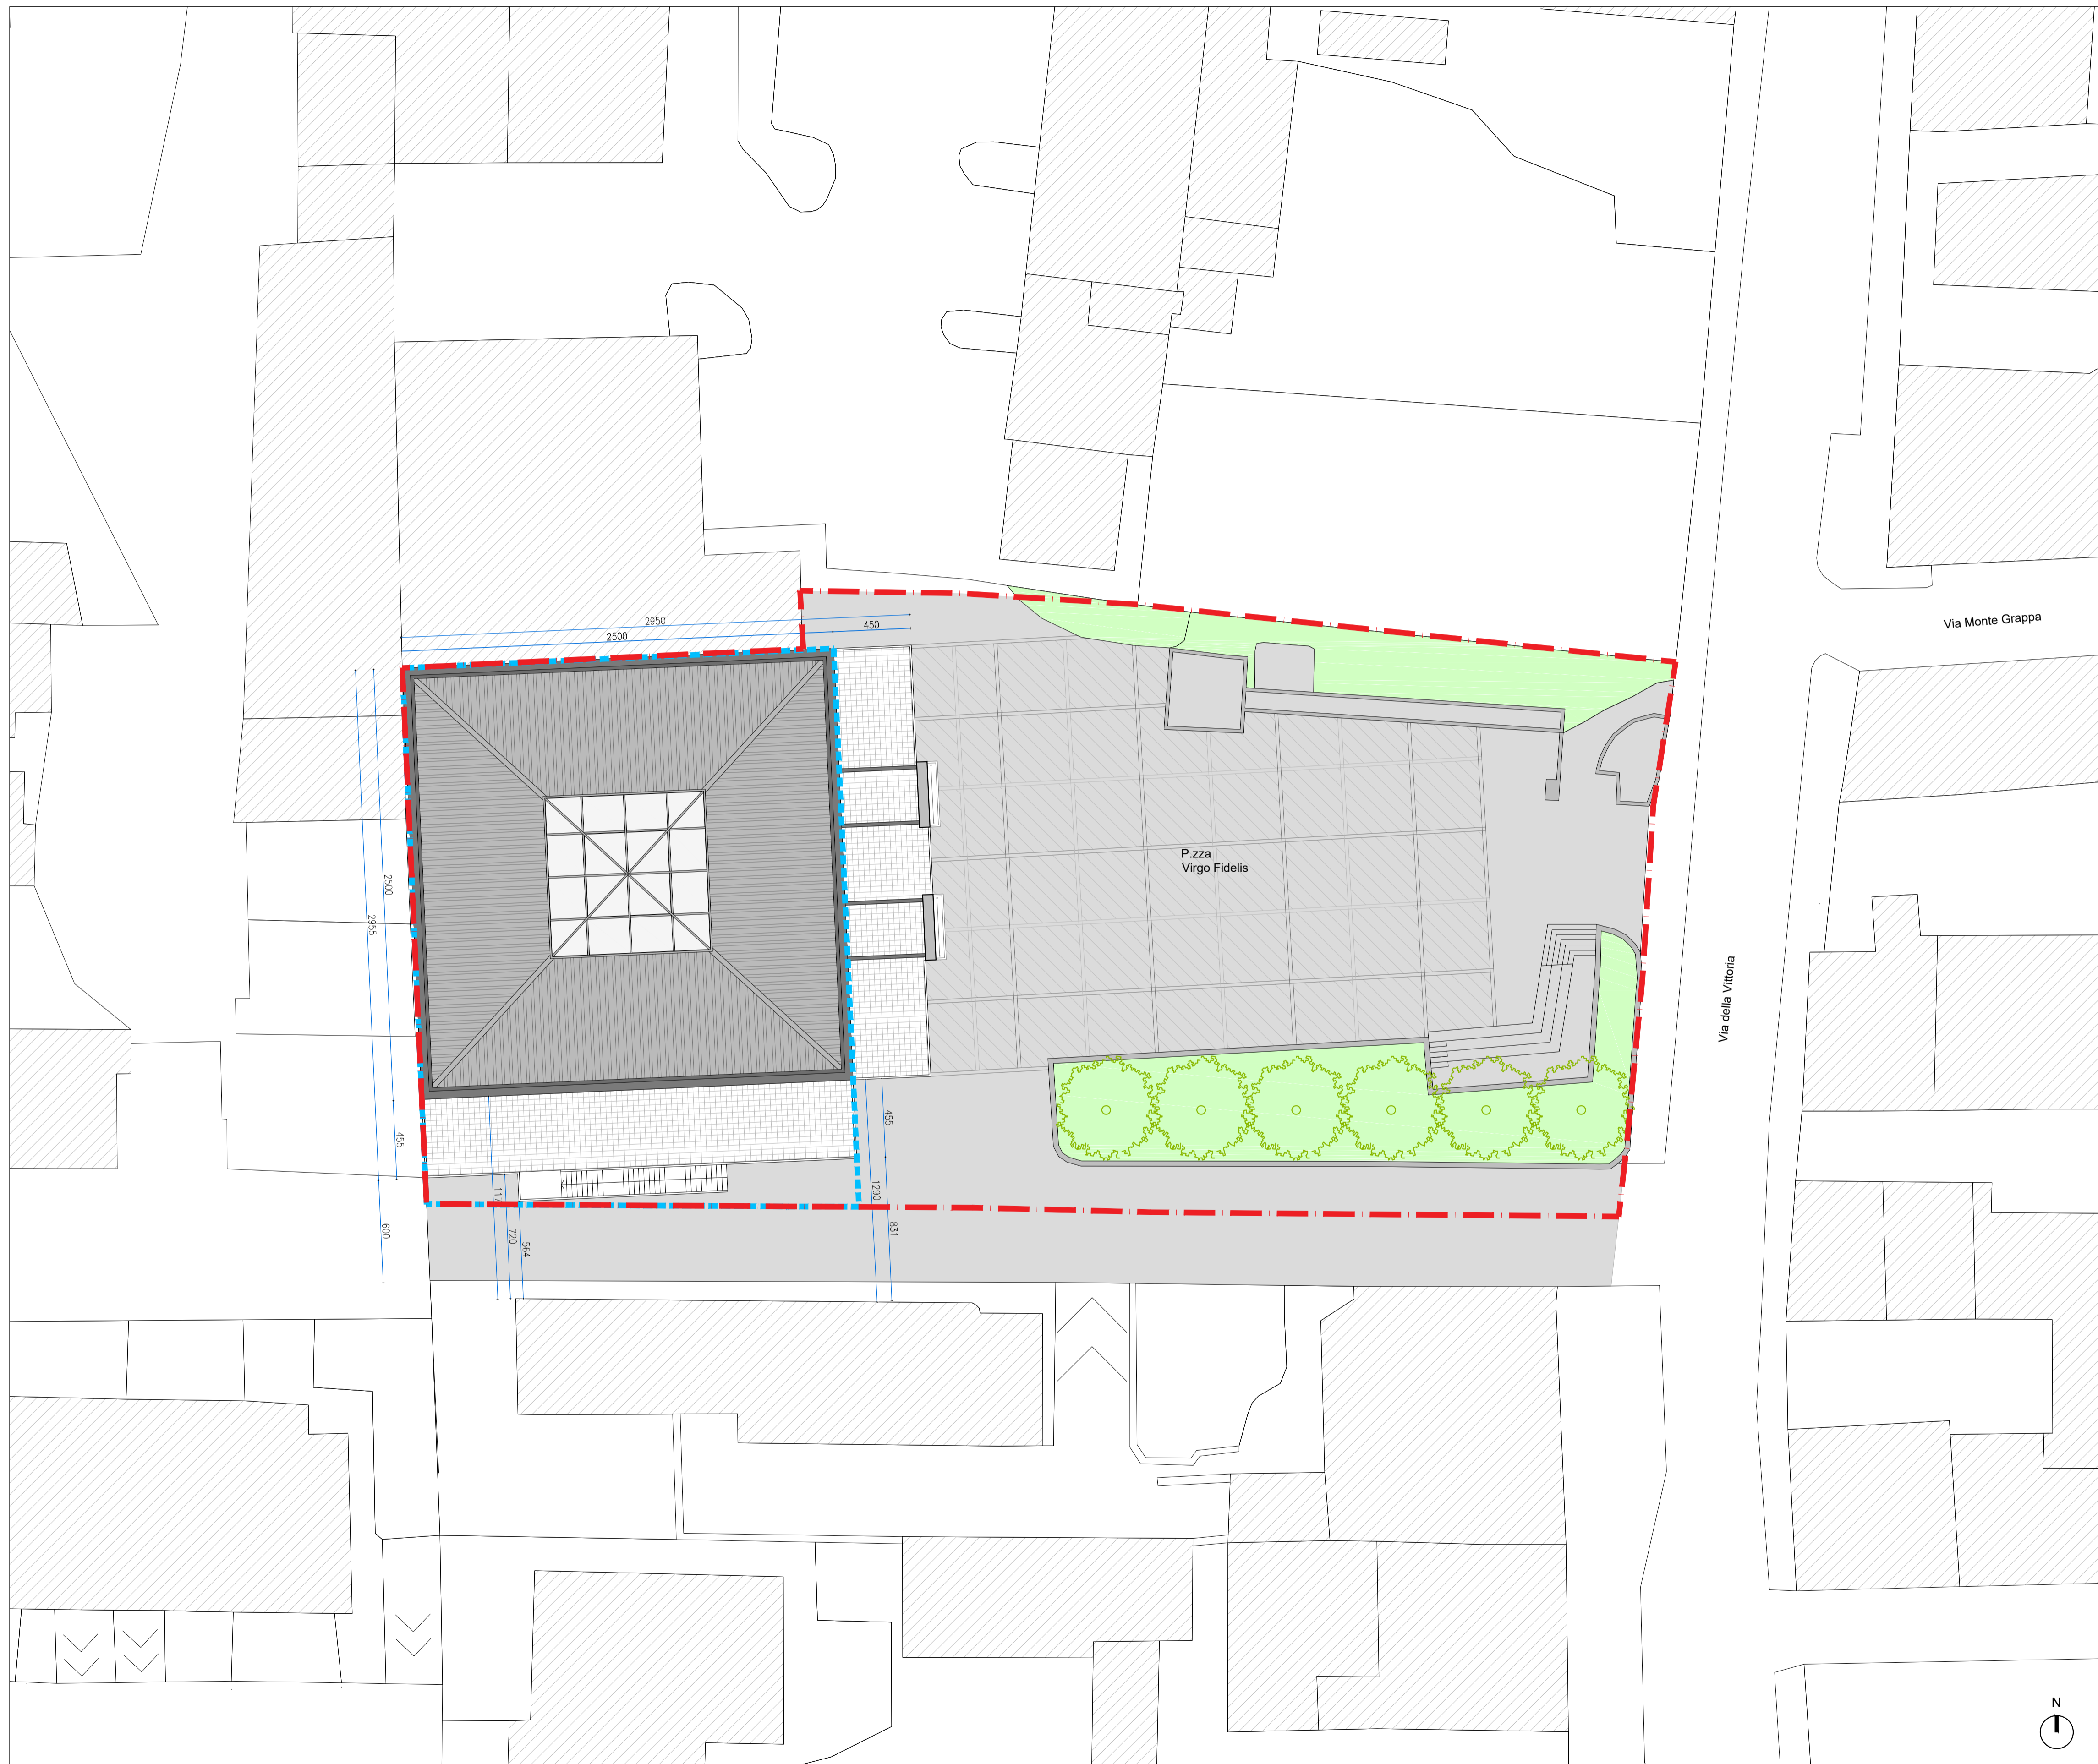 2950
2500
450
Via Monte Grappa
P.zza
Virgo Fidelis
2500
2955
Via della Vittoria
455
455
117
1290
720
600
831
564
N